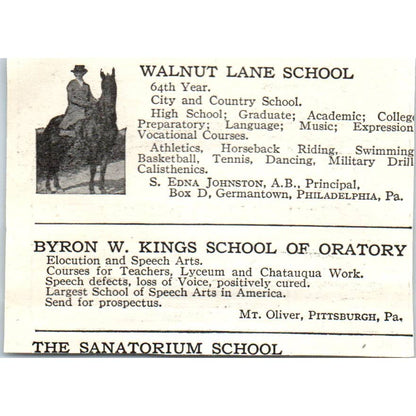 WALNUT LANE SCHOOL
64th Year.
City and Country School.
High School; Graduate; Academic; Colleg
Preparatory; Language; Music; Expression
Vocational Courses.
Athletics, Horseback Riding, Swimming
Basketball, Tennis, Dancing, Military Drill
Calisthenics.
S. EDNA JOHNSTON, A.B., Principal,
Box D, Germantown, PHILADELPHIA, Pa.
BYRON W. KINGS SCHOOL OF ORATORY
Elocution and Speech Arts.
Courses for Teachers, Lyceum and Chatauqua Work.
Speech defects, loss of Voice, positively cured.
Largest School of Speech Arts in America.
Send for prospectus.
MT. OLIVER, PITTSBURGH, Pa.
THE SANATORIUM SCHOOL